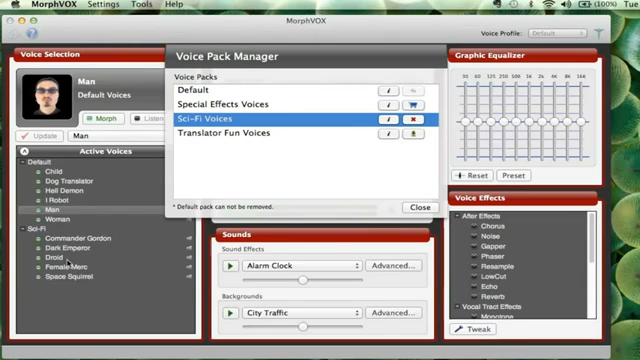 MorphVOX Settings Tools Help (100%) Tue
MorphVOX
Voice Profile: Default
Voice Selection
Man
Default Voices
Morph
Listen
Update
Man
Active Voices
Default
Child
Dog Translator
Hell Demon
I Robot
Man
Woman
Sci-Fi
Commander Gordon
Dark Emperor
Droid
Female Merc
Space Squirrel
Voice Pack Manager
Voice Packs
Default
Special Effects Voices
Sci-Fi Voices
Translator Fun Voices
* Default pack can not be removed.
Close
Sounds
Sound Effects
Alarm Clock
Advanced...
Backgrounds
City Traffic
Advanced...
Graphic Equalizer
Reset
Preset
Voice Effects
After Effects
Chorus
Noise
Gapper
Phaser
Resample
LowCut
Echo
Reverb
Vocal Tract Effects
Monotone
Tweak